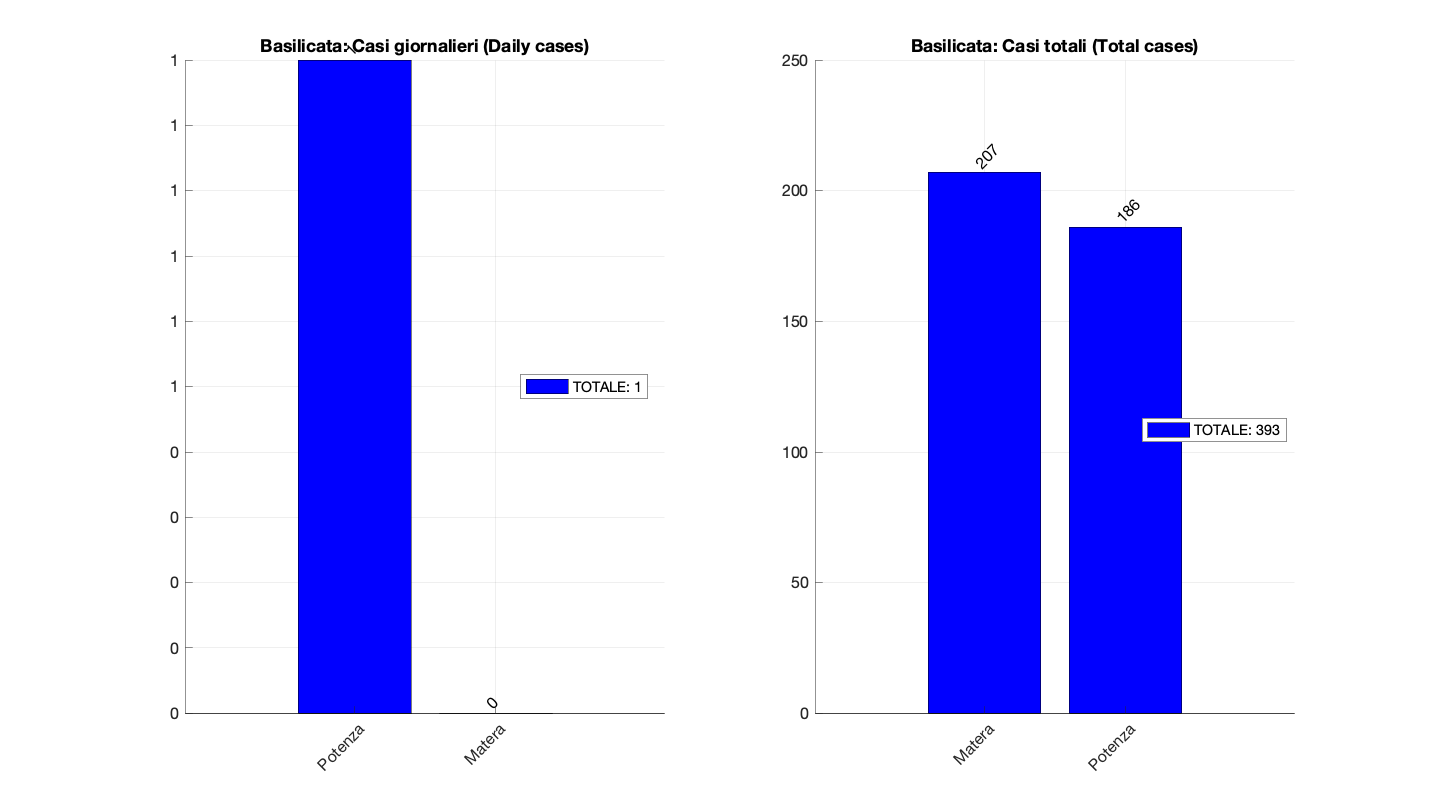 Basilicata: Casi giornalieri (Daily cases)
1
1
1
1
1
1
0
0
0
0
0
0
Potenza
Matera
TOTALE: 1
Basilicata: Casi totali (Total cases)
250
200
150
100
50
0
207
186
Matera
Potenza
TOTALE: 393